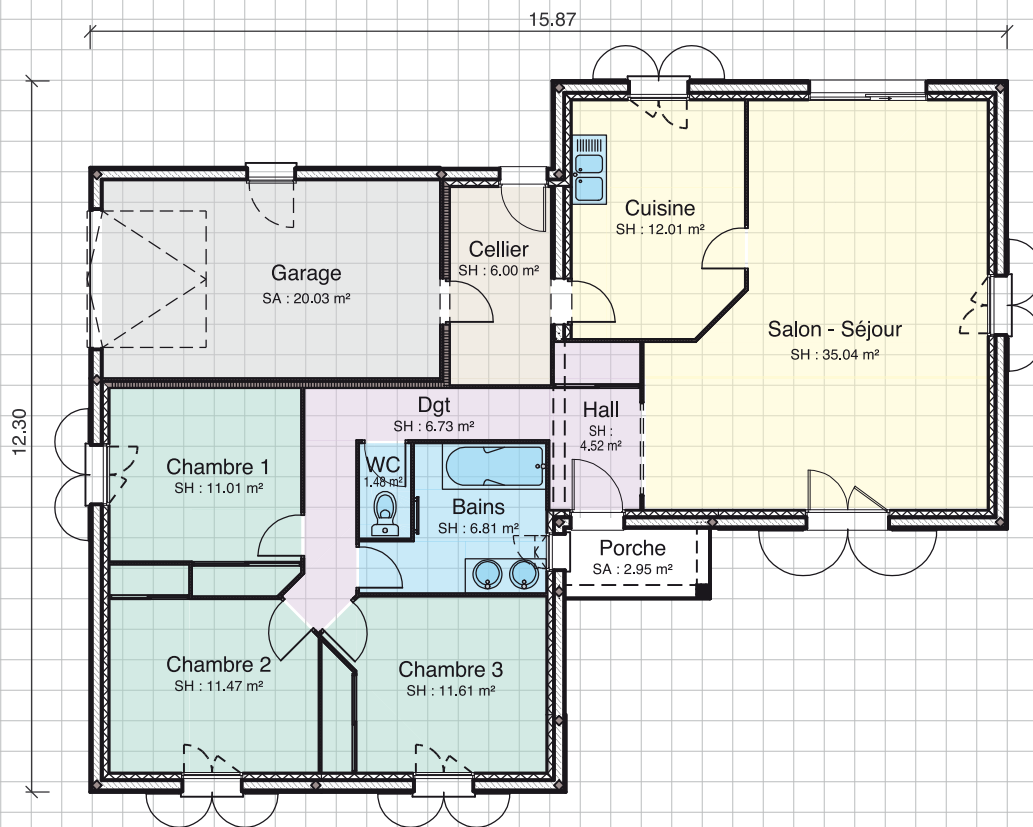 15.87
12.30
Cuisine
SH : 12.01 m²
Cellier
SH : 6.00 m²
Garage
SA : 20.03 m²
Salon - Séjour
SH : 35.04 m²
Dgt
SH : 6.73 m²
Hall
SH :
4.52 m²
Chambre 1
SH : 11.01 m²
WC
1.48 m²
Bains
SH : 6.81 m²
Porche
SA : 2.95 m²
Chambre 2
SH : 11.47 m²
Chambre 3
SH : 11.61 m²